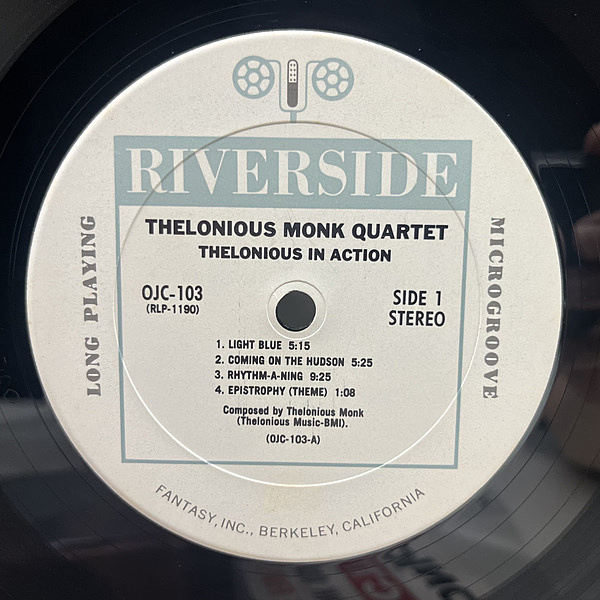 RIVERSIDE
THELONIOUS MONK QUARTET
THELONIOUS IN ACTION
LONG PLAYING
MICROGROOVE
OJC-103
(RLP-1190)
SIDE 1
STEREO
1. LIGHT BLUE 5:15
2. COMING ON THE HUDSON 5:25
3. RHYTHM-A-NING 9:25
4. EPISTROPHY (THEME) 1:08
Composed by Thelonious Monk
(Thelonious Music-BMI).
(OJC-103-A)
FANTASY, INC., BERKELEY, CALIFORNIA